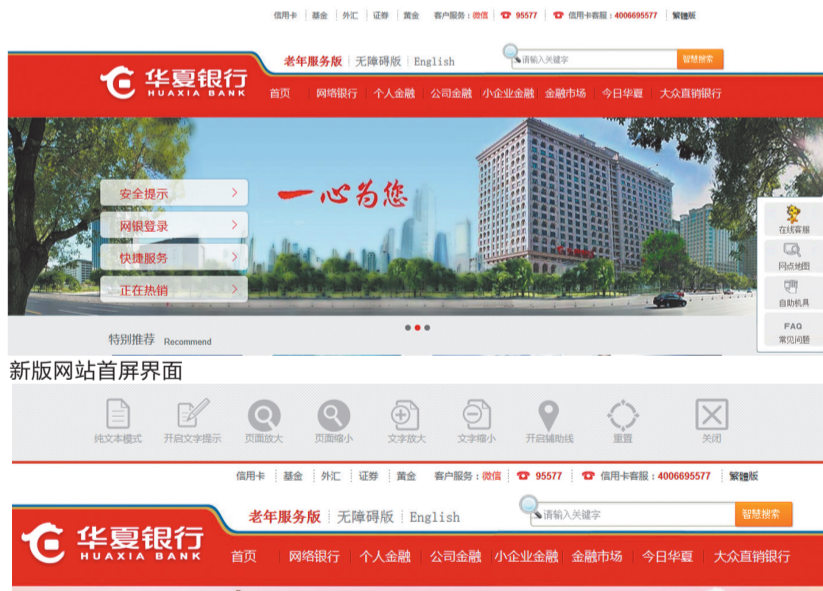 信用卡 基金 外汇 证券 黄金 客户服务：微信 95577 信用卡客服：4006695577 繁體版
老年服务版 无障碍版 English 请输入关键字 智慧搜索
华夏银行
HUAXIA BANK
首页 网络银行 个人金融 公司金融 小企业金融 金融市场 今日华夏 大众直销银行
一心为您
安全提示
网银登录
快捷服务
正在热销
在线客服
网点地图
自助机具
FAQ
常见问题
特别推荐 Recommend
新版网站首屏界面
纯文本模式 开启文字提示 页面放大 页面缩小 文字放大 文字缩小 开启辅助线 重置 关闭
信用卡 基金 外汇 证券 黄金 客户服务：微信 95577 信用卡客服：4006695577 繁體版
老年服务版 无障碍版 English 请输入关键字 智慧搜索
华夏银行
HUAXIA BANK
首页 网络银行 个人金融 公司金融 小企业金融 金融市场 今日华夏 大众直销银行